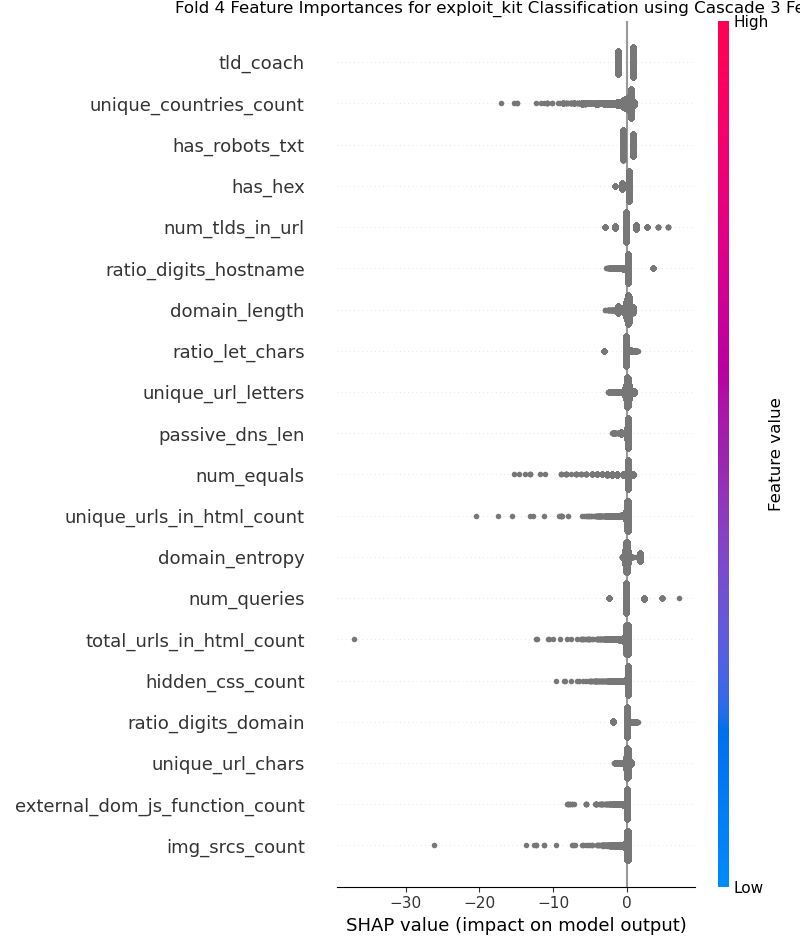 Fold 4 Feature Importances for exploit_kit Classification using Cascade 3 Fe
High
tld_coach
unique_countries_count
has_robots_txt
has_hex
num_tlds_in_url
ratio_digits_hostname
domain_length
ratio_let_chars
unique_url_letters
passive_dns_len
num_equals
unique_urls_in_html_count
domain_entropy
num_queries
total_urls_in_html_count
hidden_css_count
ratio_digits_domain
unique_url_chars
external_dom_js_function_count
img_srcs_count
Feature value
Low
−30 −20 −10 0
SHAP value (impact on model output)